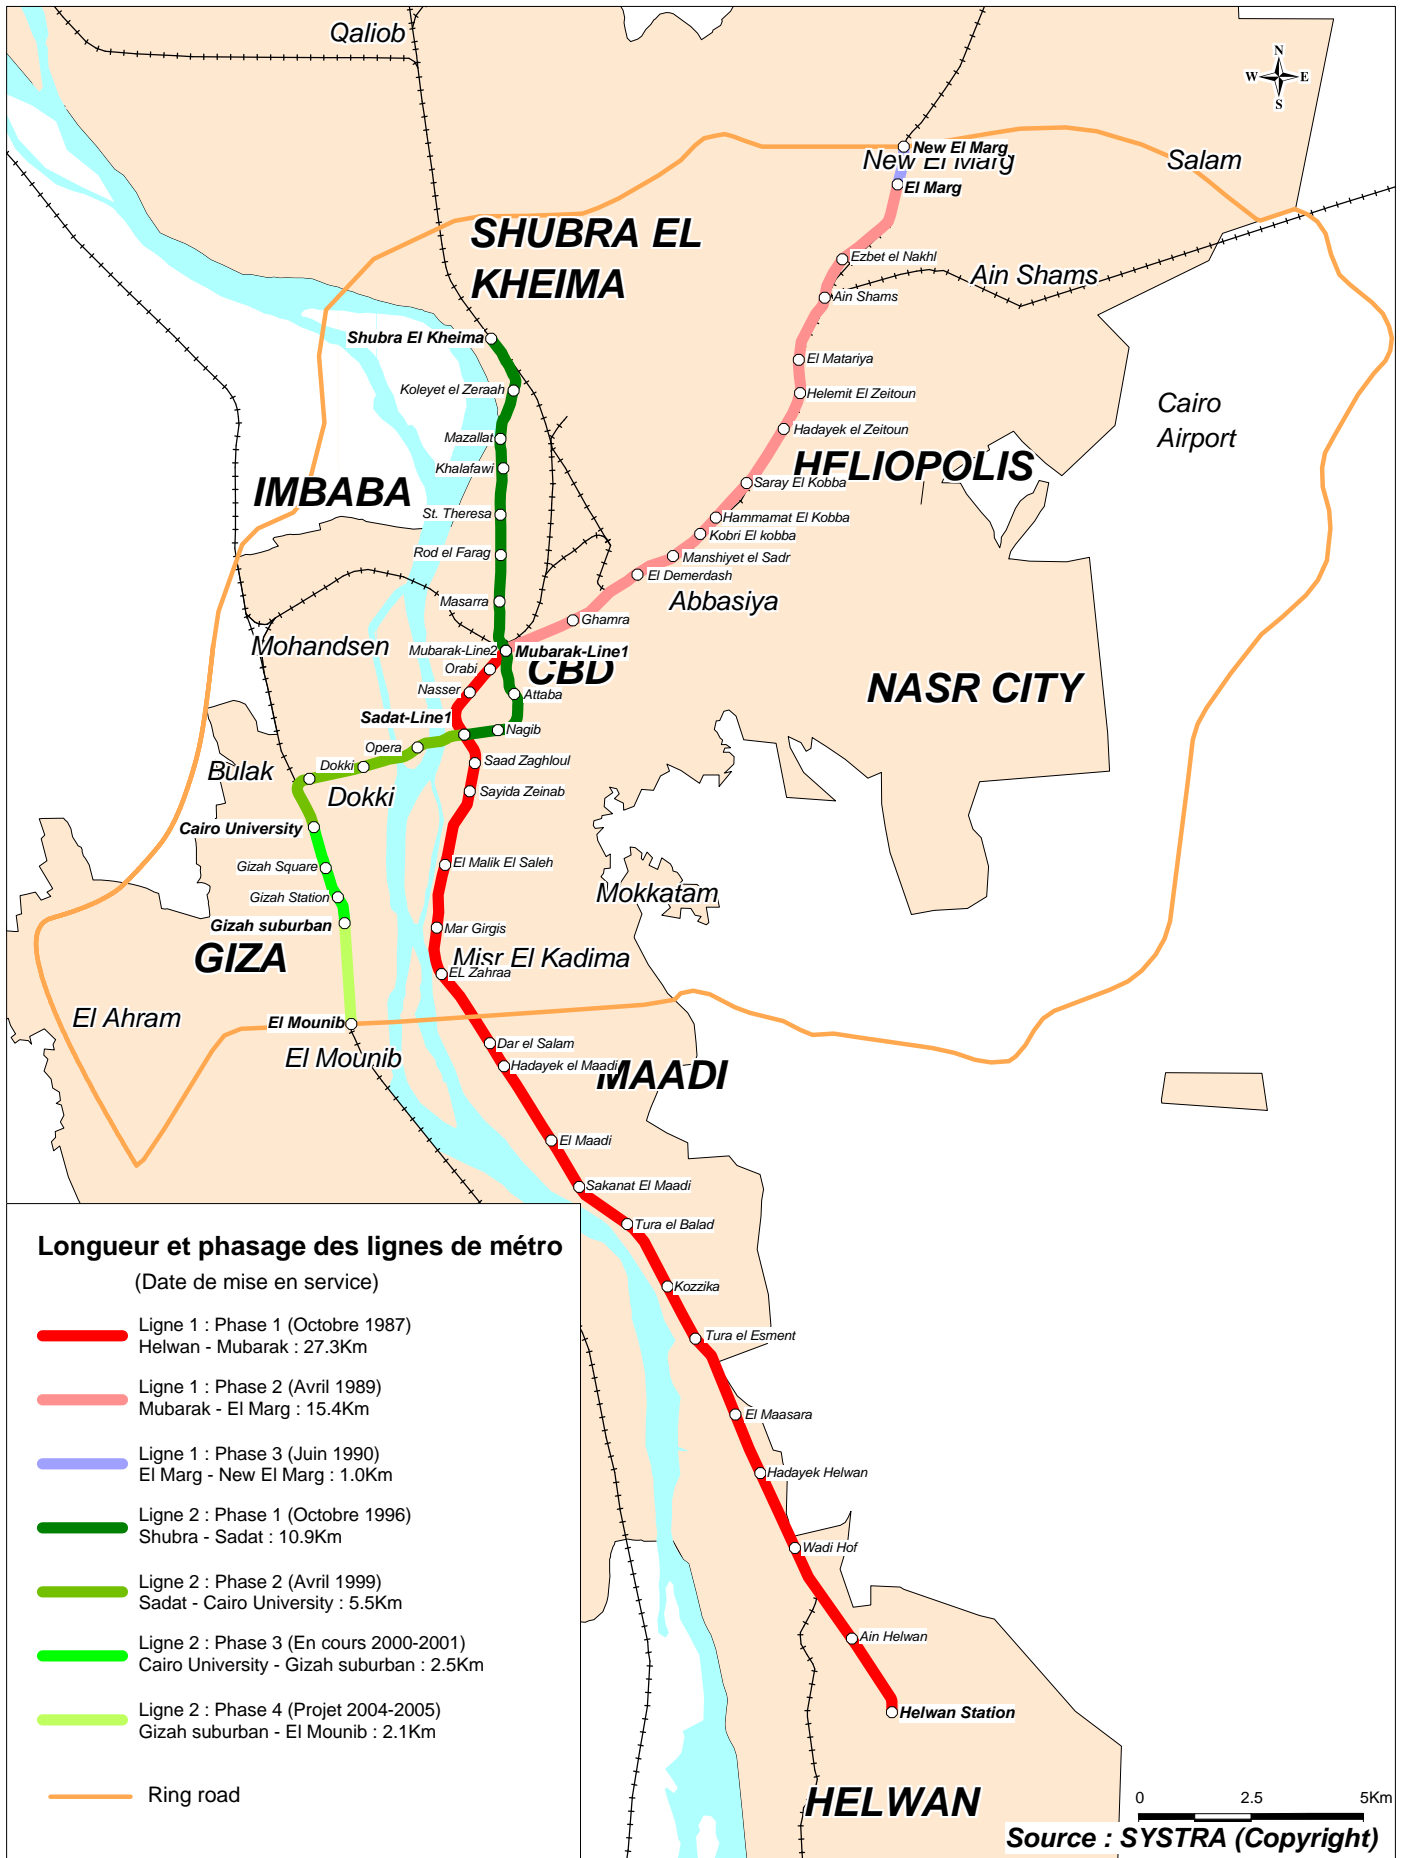 Qaliob
N
W
E
S
New El Marg
New El Marg
Salam
El Marg
SHUBRA EL
KHEIMA
Ezbet el Nakhl
Ain Shams
Ain Shams
Shubra El Kheima
El Matariya
Koleyet el Zeraah
Helemit El Zeitoun
Cairo
Airport
Hadayek el Zeitoun
Mazallat
Khalafawi
HELIOPOLIS
Saray El Kobba
IMBABA
St. Theresa
Hammamat El Kobba
Kobri El kobba
Rod el Farag
Manshiyet el Sadr
El Demerdash
Masarra
Abbasiya
Ghamra
Mohandsen
Mubarak-Line2
Mubarak-Line1
Orabi
CBD
Nasser
Attaba
NASR CITY
Sadat-Line1
Nagib
Opera
Saad Zaghloul
Bulak
Dokki
Dokki
Sayida Zeinab
Cairo University
Gizah Square
El Malik El Saleh
Gizah Station
Mokkatam
Gizah suburban
Mar Girgis
GIZA
Misr El Kadima
EL Zahraa
El Ahram
El Mounib
El Mounib
Dar el Salam
Hadayek el Maadi
MAADI
El Maadi
Sakanat El Maadi
Tura el Balad
Kozzika
Tura el Esment
El Maasara
Hadayek Helwan
Wadi Hof
Ain Helwan
Helwan Station
HELWAN
Longueur et phasage des lignes de métro
(Date de mise en service)
Ligne 1 : Phase 1 (Octobre 1987)
Helwan - Mubarak : 27.3Km
Ligne 1 : Phase 2 (Avril 1989)
Mubarak - El Marg : 15.4Km
Ligne 1 : Phase 3 (Juin 1990)
El Marg - New El Marg : 1.0Km
Ligne 2 : Phase 1 (Octobre 1996)
Shubra - Sadat : 10.9Km
Ligne 2 : Phase 2 (Avril 1999)
Sadat - Cairo University : 5.5Km
Ligne 2 : Phase 3 (En cours 2000-2001)
Cairo University - Gizah suburban : 2.5Km
Ligne 2 : Phase 4 (Projet 2004-2005)
Gizah suburban - El Mounib : 2.1Km
Ring road
0 2.5 5Km
Source : SYSTRA (Copyright)